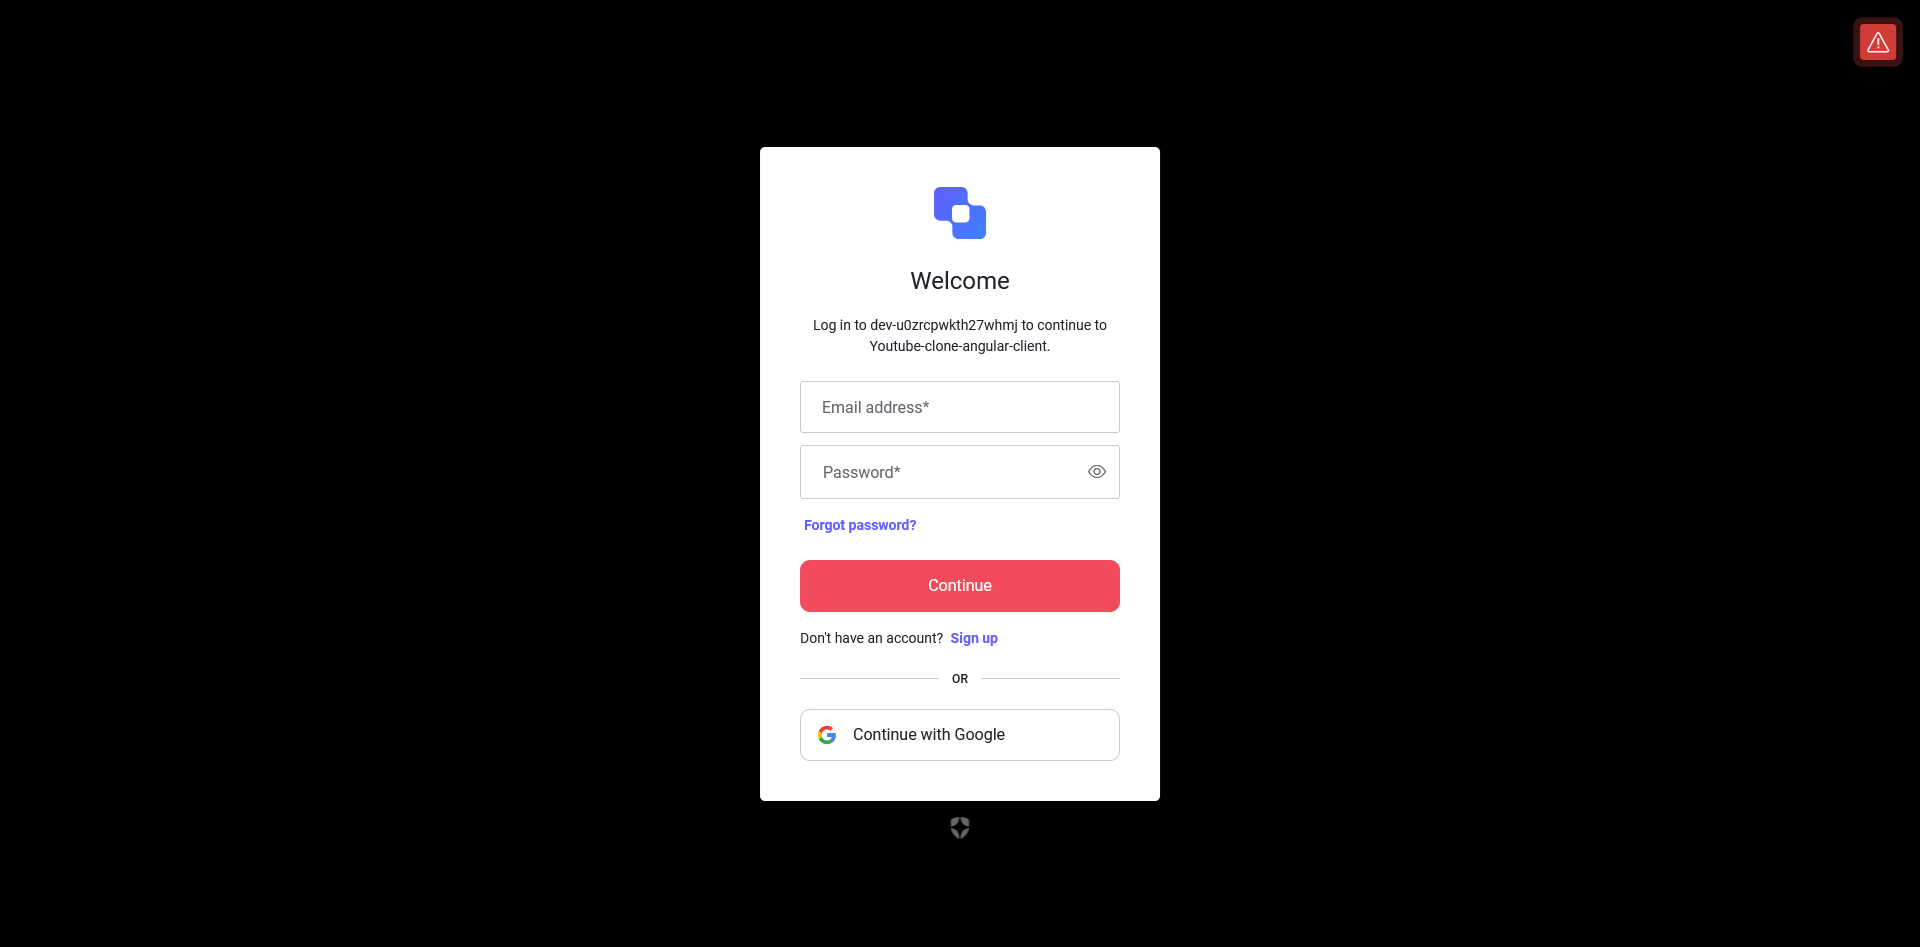 Welcome
Log in to dev-u0zrcpwkth27whmj to continue to
Youtube-clone-angular-client.
Email address*
Password*
Forgot password?
Continue
Don't have an account? Sign up
OR
Continue with Google